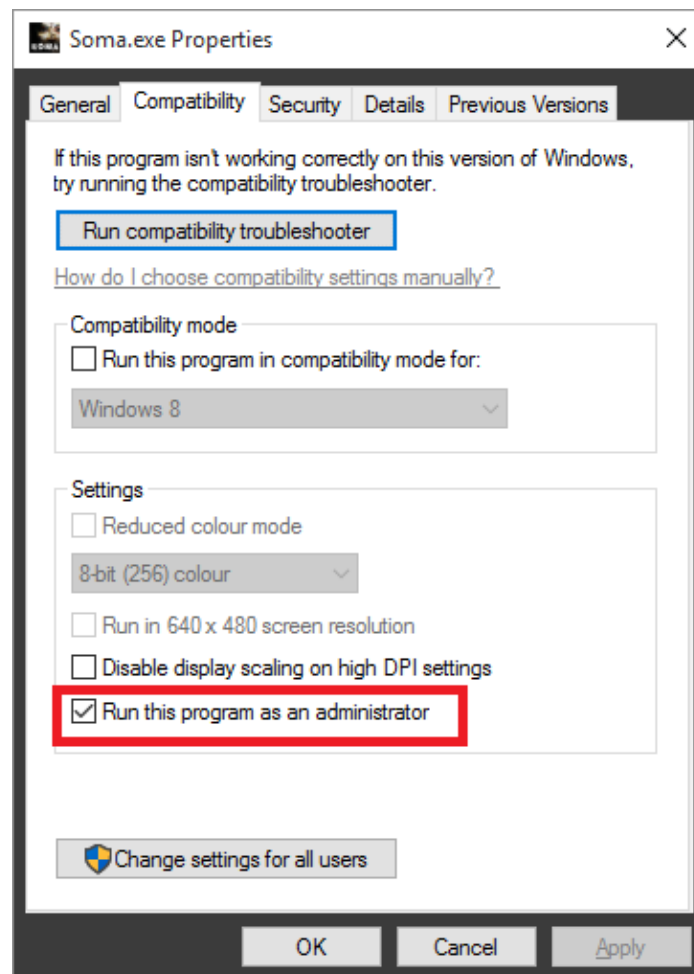 Soma.exe Properties
General Compatibility Security Details Previous Versions
If this program isn't working correctly on this version of Windows,
try running the compatibility troubleshooter.
Run compatibility troubleshooter
How do I choose compatibility settings manually?
Compatibility mode
Run this program in compatibility mode for:
Windows 8
Settings
Reduced colour mode
8-bit (256) colour
Run in 640 x 480 screen resolution
Disable display scaling on high DPI settings
Run this program as an administrator
Change settings for all users
OK Cancel Apply